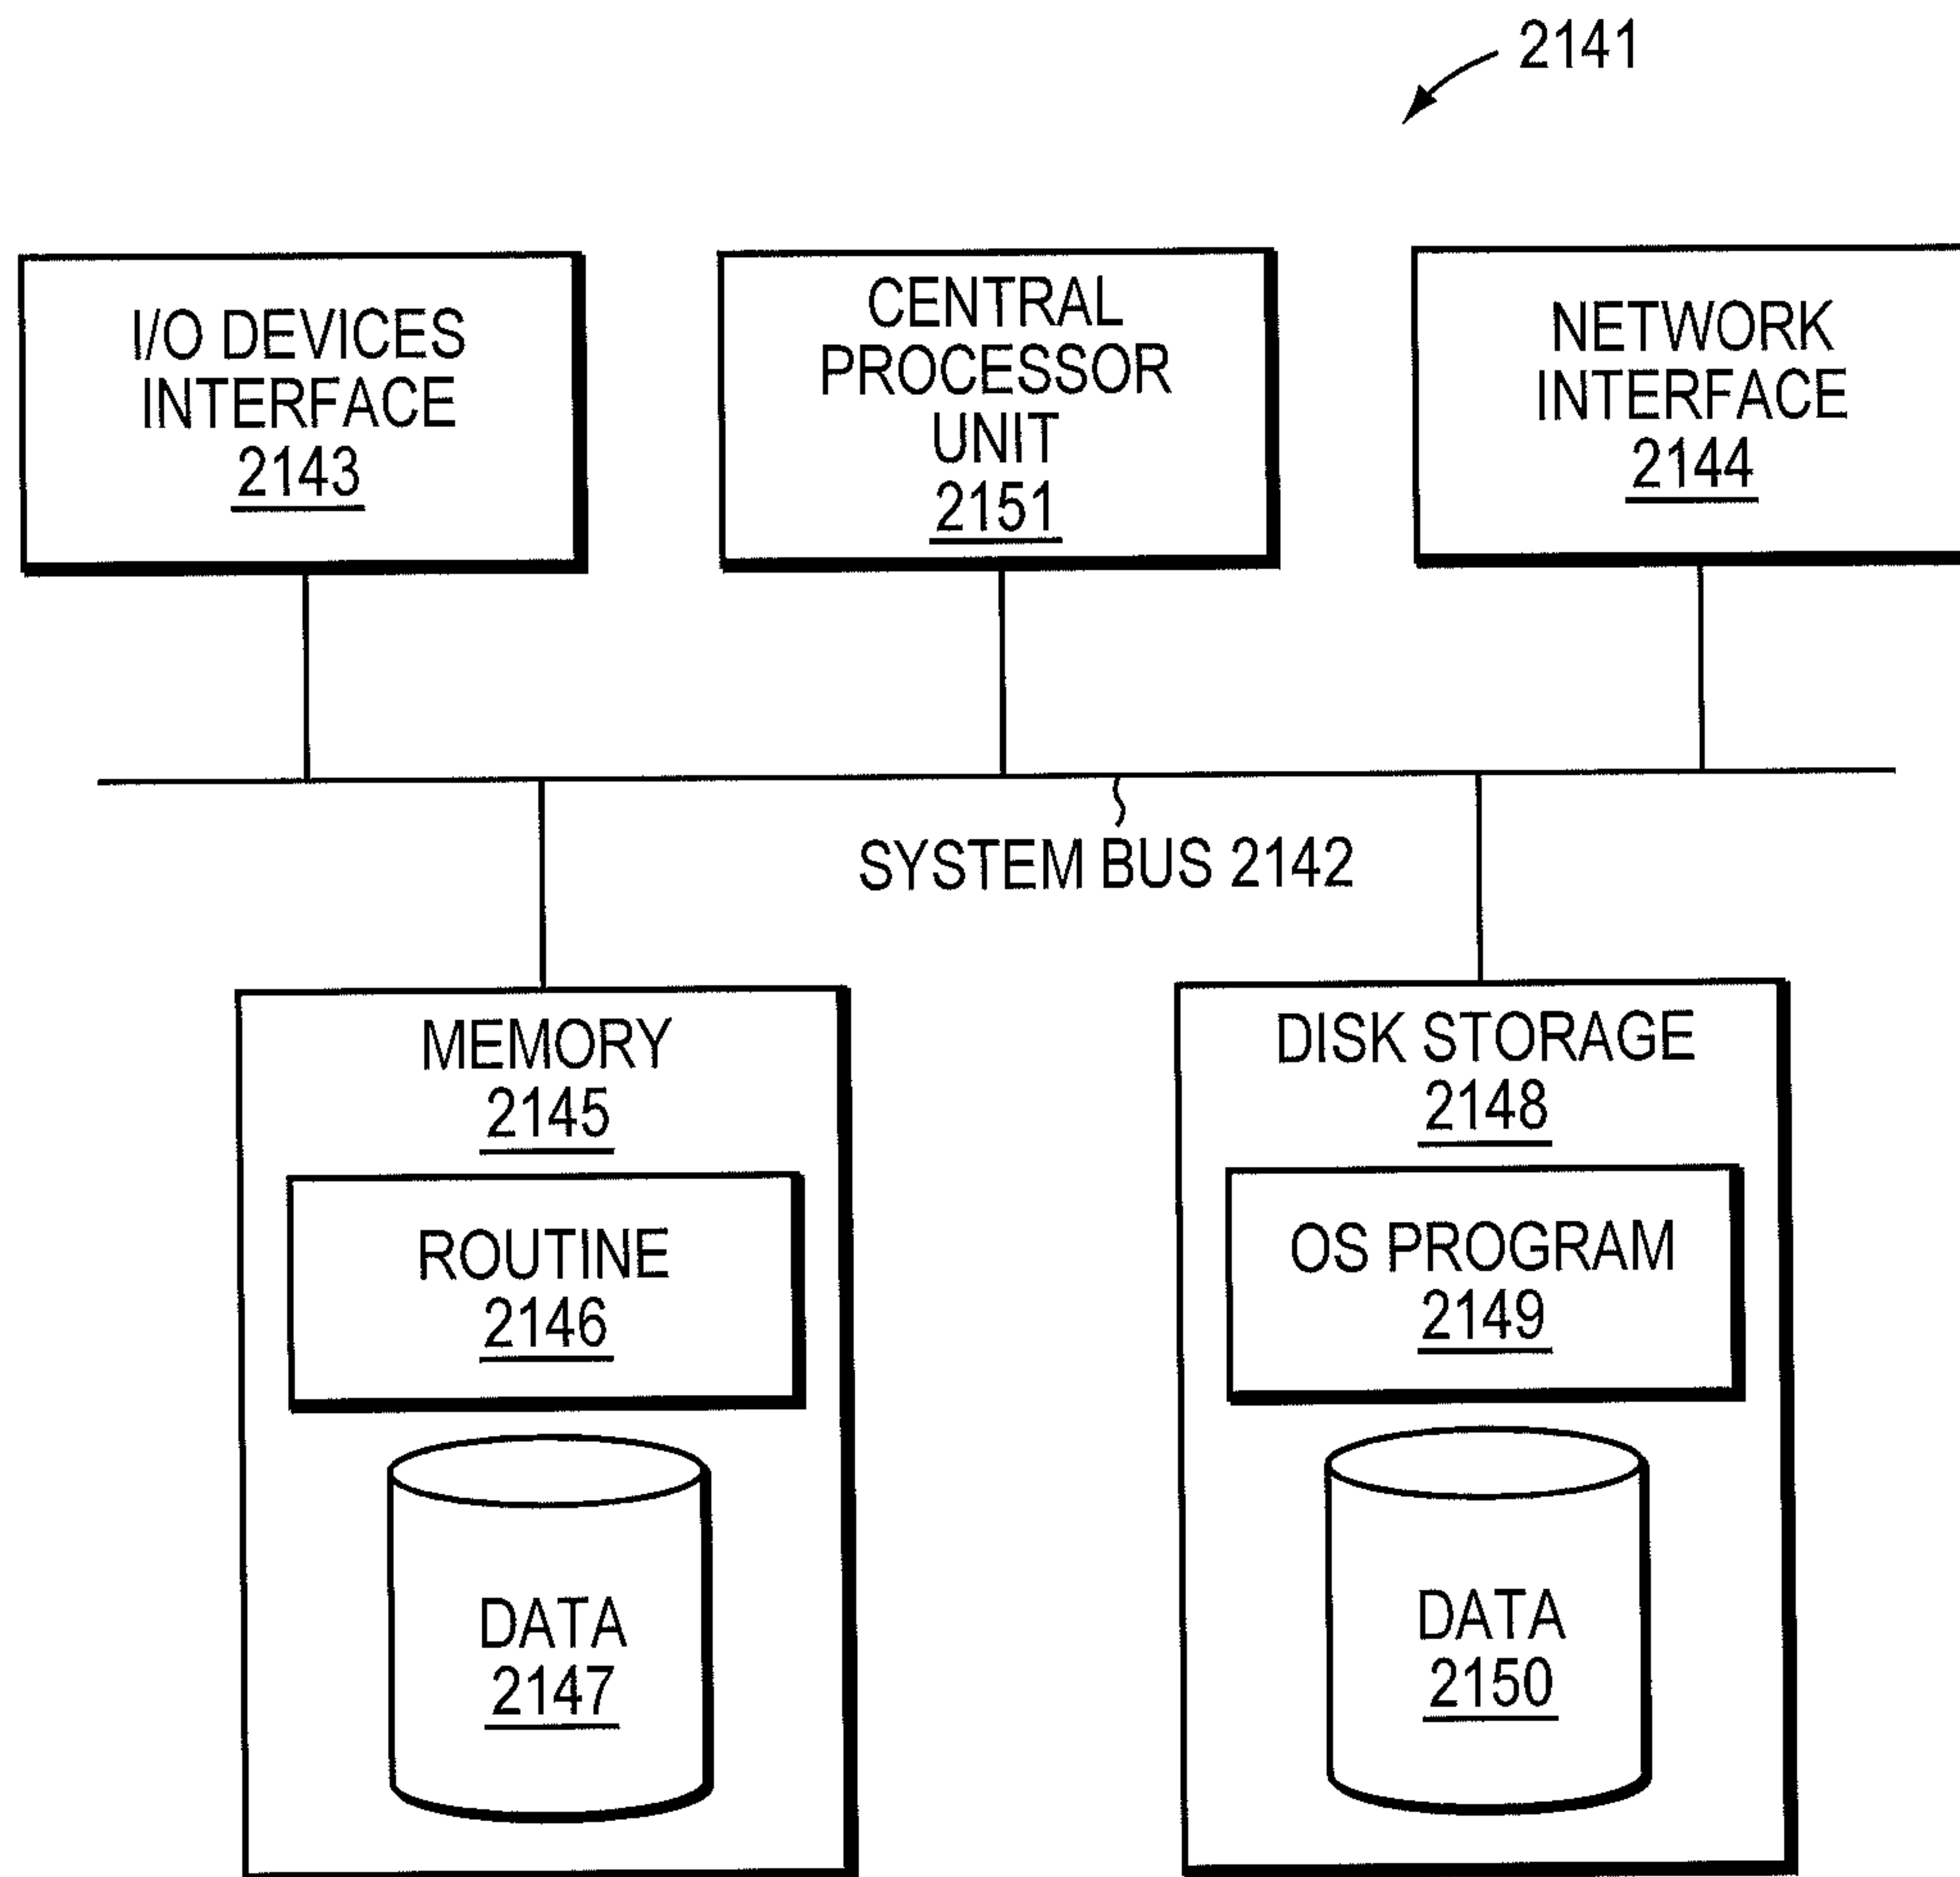 2141
I/O DEVICES
INTERFACE
2143
CENTRAL
PROCESSOR
UNIT
2151
NETWORK
INTERFACE
2144
SYSTEM BUS 2142
MEMORY
2145
ROUTINE
2146
DATA
2147
DISK STORAGE
2148
OS PROGRAM
2149
DATA
2150